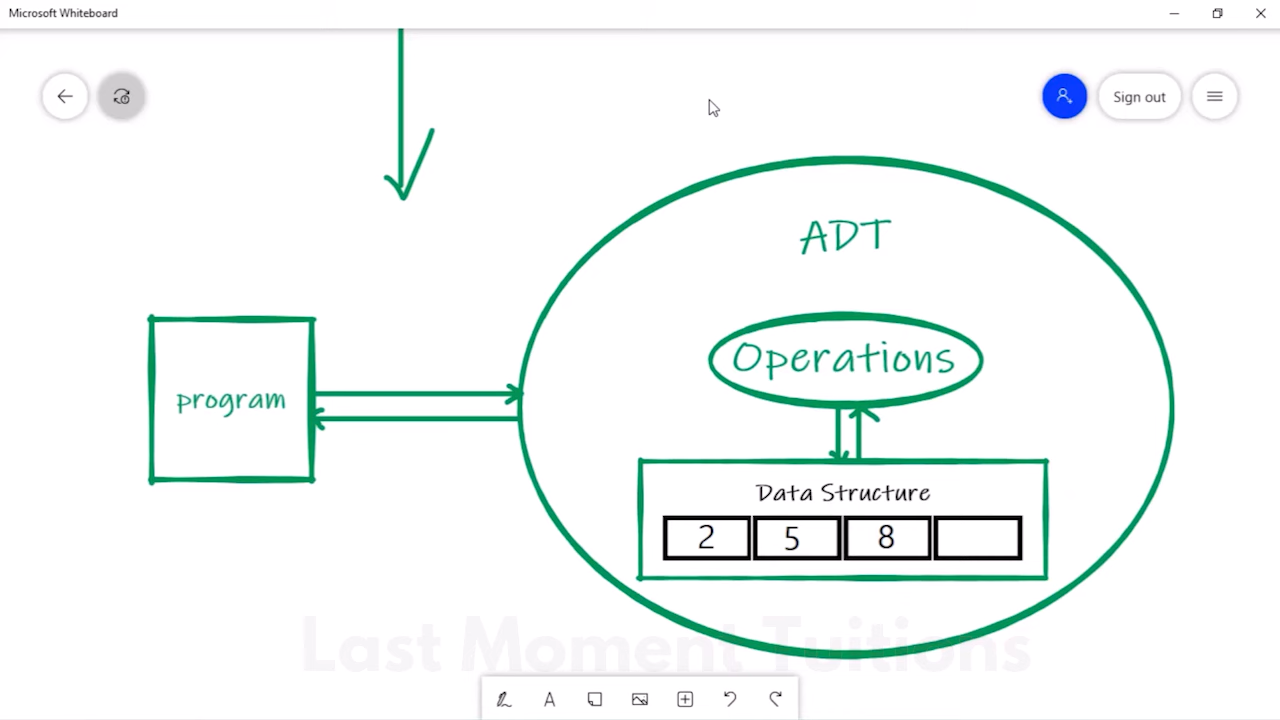 Microsoft Whiteboard
Sign out
ADT
Operations
program
Data Structure
2 5 8
Last Moment Tuitions
A